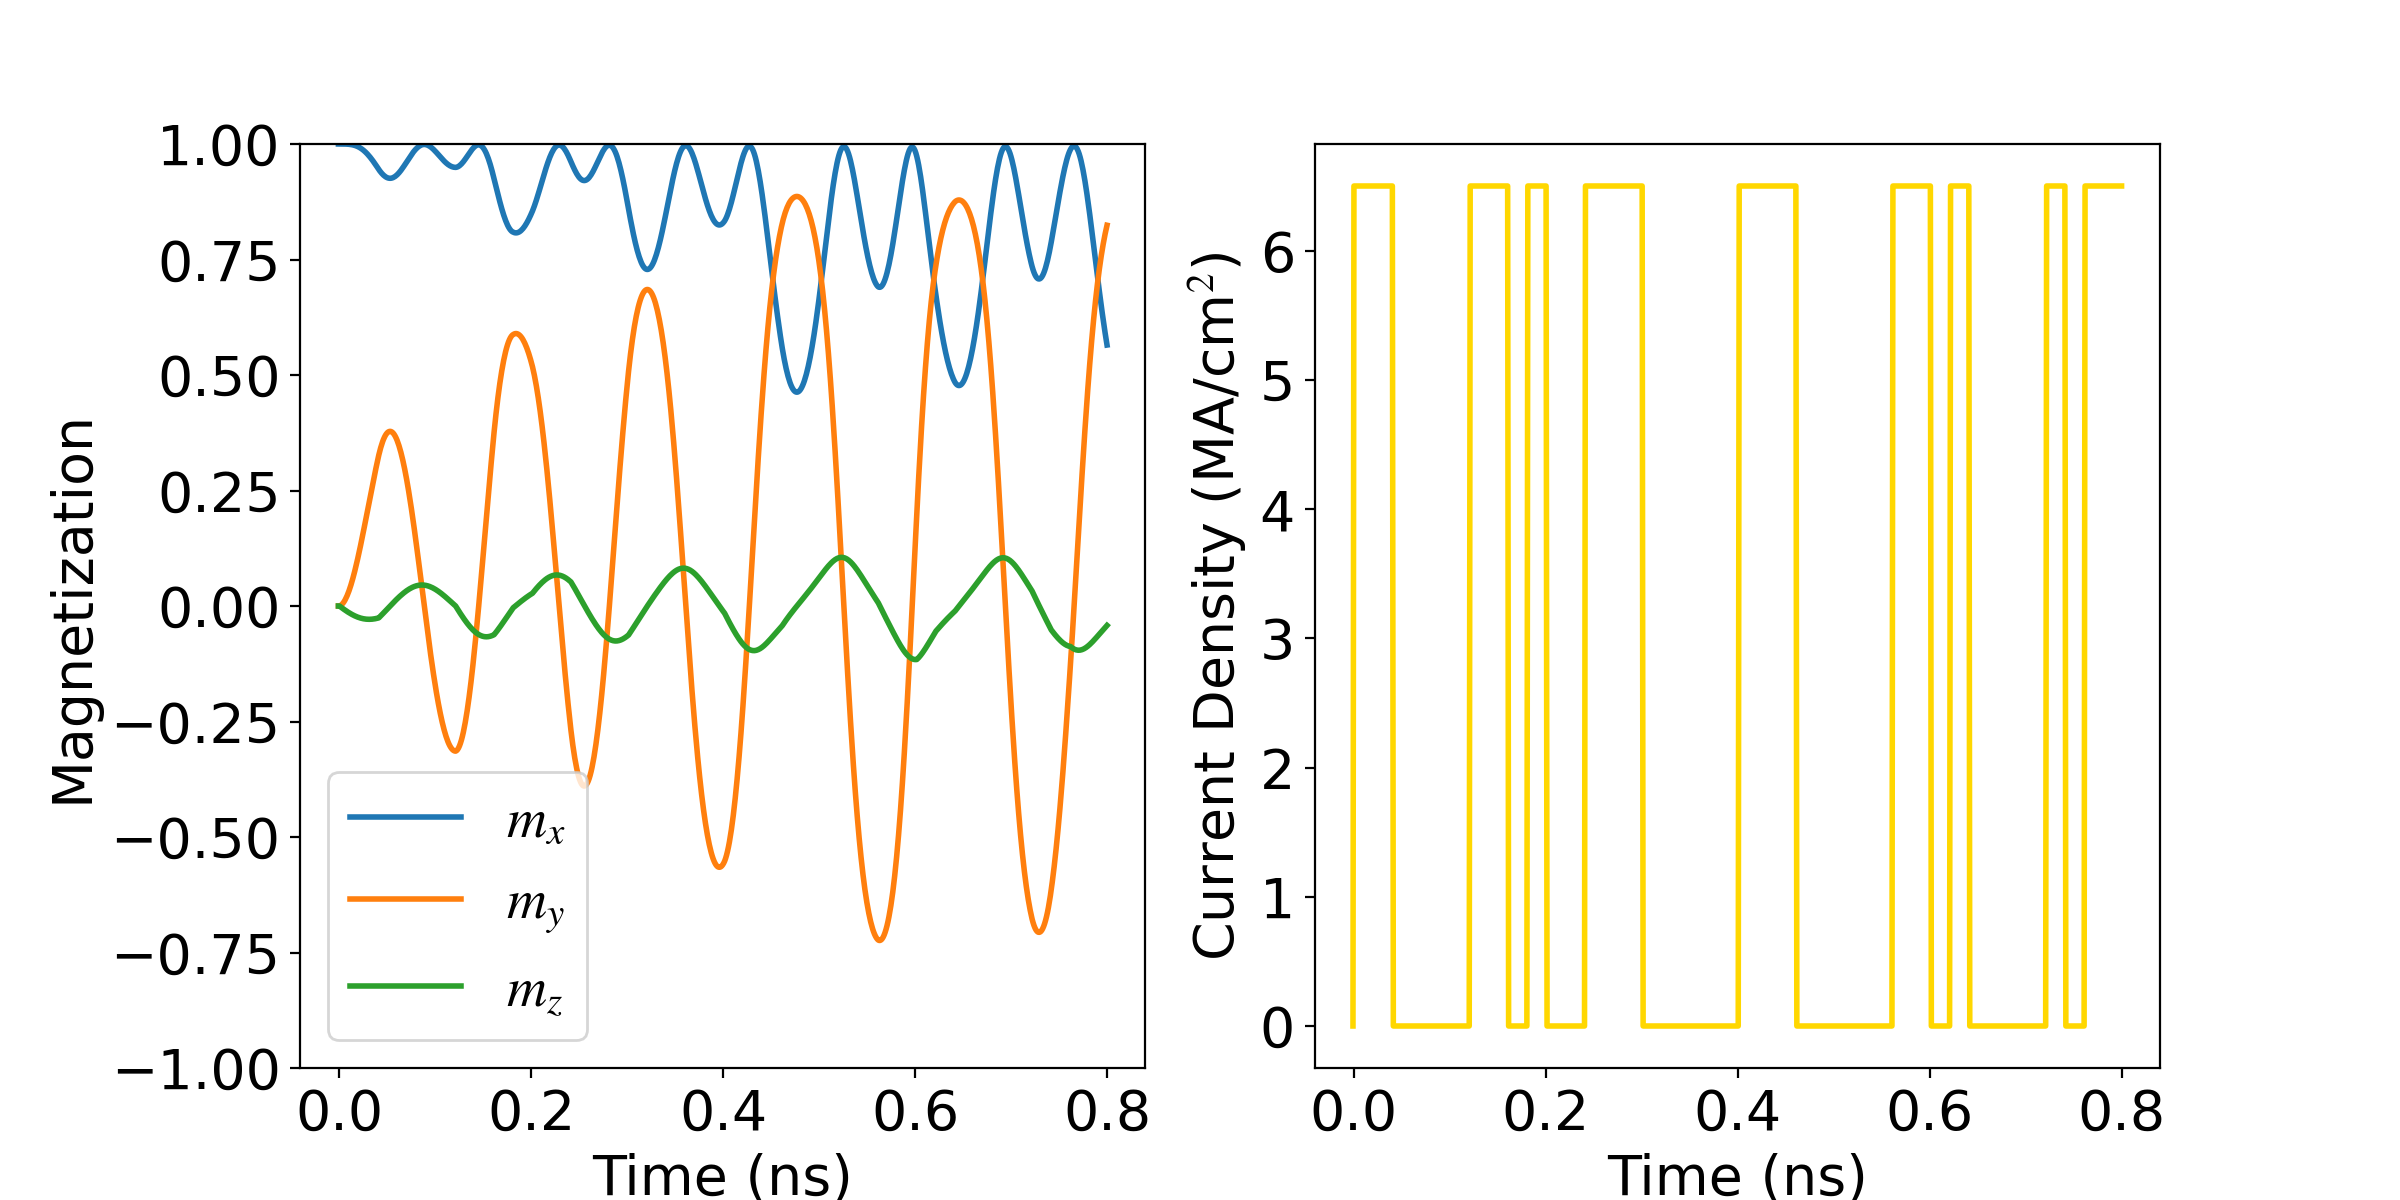 Magnetization
1.00
0.75
0.50
0.25
0.00
−0.25
−0.50
−0.75
−1.00
0.0 0.2 0.4 0.6 0.8
Time (ns)
m_x
m_y
m_z
Current Density (MA/cm²)
6
5
4
3
2
1
0
0.0 0.2 0.4 0.6 0.8
Time (ns)